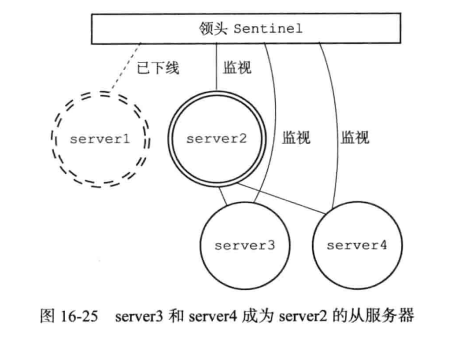 领头 Sentinel
已下线
监视
server1
server2
监视
监视
server3
server4
图 16-25 server3 和 server4 成为 server2 的从服务器